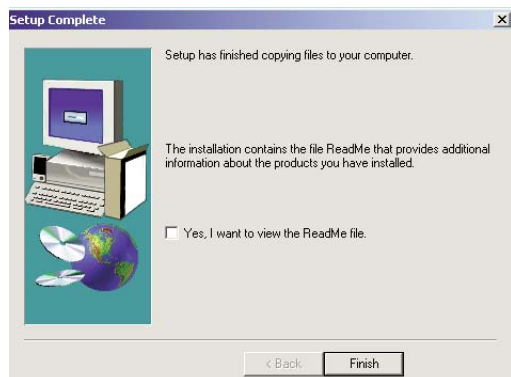 Setup Complete
Setup has finished copying files to your computer.
The installation contains the file ReadMe that provides additional
information about the products you have installed.
Yes, I want to view the ReadMe file.
< Back
Finish